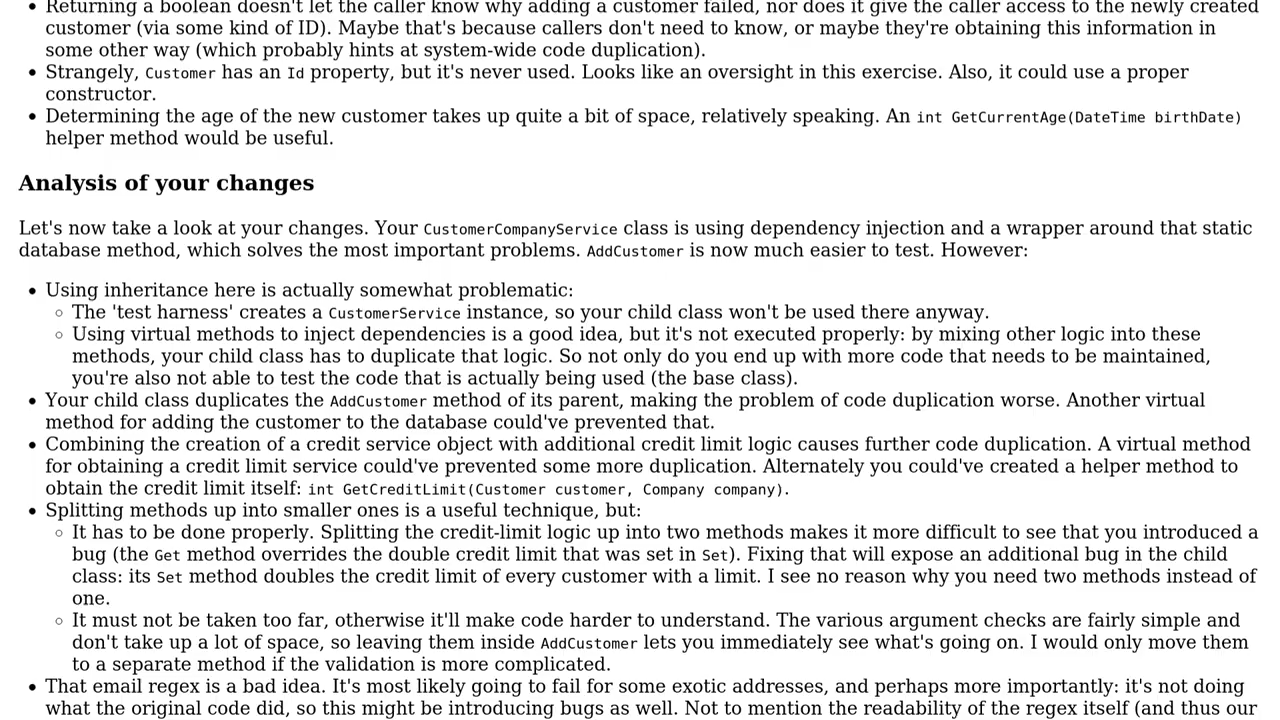 Returning a boolean doesn't let the caller know why adding a customer failed, nor does it give the caller access to the newly created
customer (via some kind of ID). Maybe that's because callers don't need to know, or maybe they're obtaining this information in
some other way (which probably hints at system-wide code duplication).
Strangely, Customer has an Id property, but it's never used. Looks like an oversight in this exercise. Also, it could use a proper
constructor.
Determining the age of the new customer takes up quite a bit of space, relatively speaking. An int GetCurrentAge(DateTime birthDate)
helper method would be useful.
Analysis of your changes
Let's now take a look at your changes. Your CustomerCompanyService class is using dependency injection and a wrapper around that static
database method, which solves the most important problems. AddCustomer is now much easier to test. However:
Using inheritance here is actually somewhat problematic:
The 'test harness' creates a CustomerService instance, so your child class won't be used there anyway.
Using virtual methods to inject dependencies is a good idea, but it's not executed properly: by mixing other logic into these
methods, your child class has to duplicate that logic. So not only do you end up with more code that needs to be maintained,
you're also not able to test the code that is actually being used (the base class).
Your child class duplicates the AddCustomer method of its parent, making the problem of code duplication worse. Another virtual
method for adding the customer to the database could've prevented that.
Combining the creation of a credit service object with additional credit limit logic causes further code duplication. A virtual method
for obtaining a credit limit service could've prevented some more duplication. Alternately you could've created a helper method to
obtain the credit limit itself: int GetCreditLimit(Customer customer, Company company).
Splitting methods up into smaller ones is a useful technique, but:
It has to be done properly. Splitting the credit-limit logic up into two methods makes it more difficult to see that you introduced a
bug (the Get method overrides the double credit limit that was set in Set). Fixing that will expose an additional bug in the child
class: its Set method doubles the credit limit of every customer with a limit. I see no reason why you need two methods instead of
one.
It must not be taken too far, otherwise it'll make code harder to understand. The various argument checks are fairly simple and
don't take up a lot of space, so leaving them inside AddCustomer lets you immediately see what's going on. I would only move them
to a separate method if the validation is more complicated.
That email regex is a bad idea. It's most likely going to fail for some exotic addresses, and perhaps more importantly: it's not doing
what the original code did, so this might be introducing bugs as well. Not to mention the readability of the regex itself (and thus our